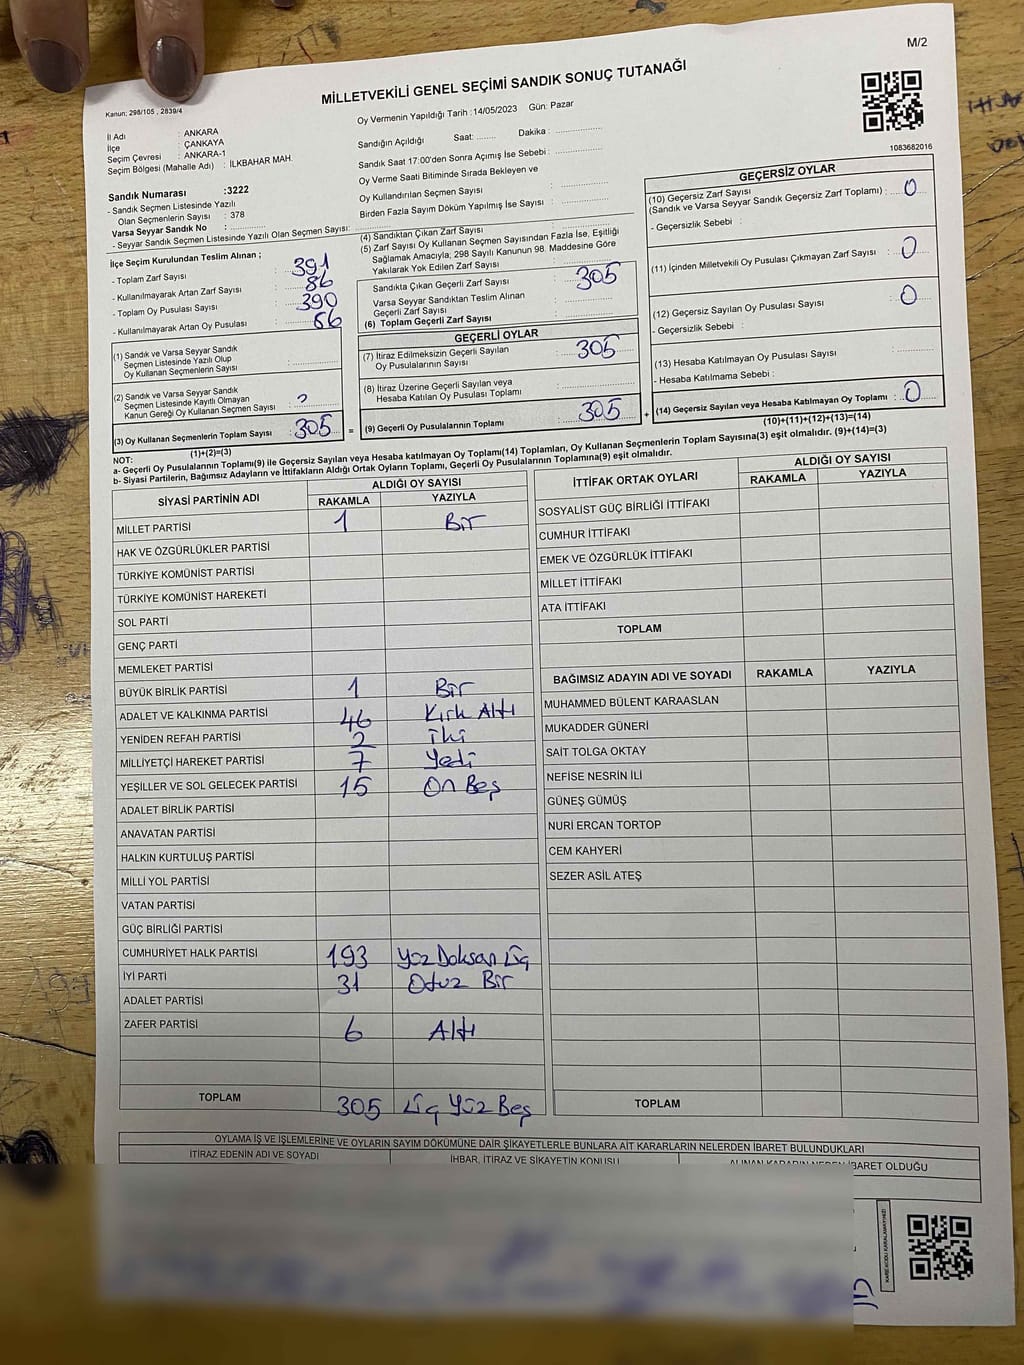 M/2
MİLLETVEKİLİ GENEL SEÇİMİ SANDIK SONUÇ TUTANAĞI
Kanun: 298/105 , 2839/4
Oy Vermenin Yapıldığı Tarih : 14/05/2023 Gün: Pazar
İl Adı : ANKARA
İlçe : ÇANKAYA
Seçim Çevresi : ANKARA-1
Seçim Bölgesi (Mahalle Adı) : İLKBAHAR MAH.
Sandık Numarası :3222
- Sandık Seçmen Listesinde Yazılı
Olan Seçmenlerin Sayısı : 378
Varsa Seyyar Sandık No :
- Seyyar Sandık Seçmen Listesinde Yazılı Olan Seçmen Sayısı:
Sandığın Açıldığı Saat: Dakika :
Sandık Saat 17:00'den Sonra Açımış İse Sebebi :
Oy Verme Saati Bitiminde Sırada Bekleyen ve
Oy Kullandırılan Seçmen Sayısı :
Birden Fazla Sayım Döküm Yapılmış İse Sayısı :
1083682016
İlçe Seçim Kurulundan Teslim Alınan ;
- Toplam Zarf Sayısı : 391
- Kullanılmayarak Artan Zarf Sayısı : 86
- Toplam Oy Pusulası Sayısı : 390
- Kullanılmayarak Artan Oy Pusulası :
(1) Sandık ve Varsa Seyyar Sandık
Seçmen Listesinde Yazılı Olup
Oy Kullanan Seçmenlerin Sayısı :
(2) Sandık ve Varsa Seyyar Sandık
Seçmen Listesinde Kayıtlı Olmayan
Kanun Gereği Oy Kullanan Seçmen Sayısı :
(3) Oy Kullanan Seçmenlerin Toplam Sayısı : 305
(1)+(2)=(3)
(4) Sandıktan Çıkan Zarf Sayısı :
(5) Zarf Sayısı Oy Kullanan Seçmen Sayısından Fazla İse, Eşitliği
Sağlamak Amacıyla; 298 Sayılı Kanunun 98. Maddesine Göre
Yakılarak Yok Edilen Zarf Sayısı :
Sandıkta Çıkan Geçerli Zarf Sayısı : 305
Varsa Seyyar Sandıktan Teslim Alınan
Geçerli Zarf Sayısı :
(6) Toplam Geçerli Zarf Sayısı :
GEÇERLİ OYLAR
(7) İtiraz Edilmeksizin Geçerli Sayılan
Oy Pusulalarının Sayısı : 305
(8) İtiraz Üzerine Geçerli Sayılan veya
Hesaba Katılan Oy Pusulası Toplamı :
= (9) Geçerli Oy Pusulalarının Toplamı : 305
GEÇERSİZ OYLAR
(10) Geçersiz Zarf Sayısı
(Sandık ve Varsa Seyyar Sandık Geçersiz Zarf Toplamı) : 0
- Geçersizlik Sebebi :
(11) İçinden Milletvekili Oy Pusulası Çıkmayan Zarf Sayısı : 0
(12) Geçersiz Sayılan Oy Pusulası Sayısı : 0
- Geçersizlik Sebebi :
(13) Hesaba Katılmayan Oy Pusulası Sayısı :
- Hesaba Katılmama Sebebi :
+ (14) Geçersiz Sayılan veya Hesaba Katılmayan Oy Toplamı : 0
(10)+(11)+(12)+(13)=(14)
NOT:
a- Geçerli Oy Pusulalarının Toplamı(9) ile Geçersiz Sayılan veya Hesaba katılmayan Oy Toplamı(14) Toplamları, Oy Kullanan Seçmenlerin Toplam Sayısına(3) eşit olmalıdır. (9)+(14)=(3)
b- Siyasi Partilerin, Bağımsız Adayların ve İttifakların Aldığı Ortak Oyların Toplamı, Geçerli Oy Pusulalarının Toplamına(9) eşit olmalıdır.
SİYASİ PARTİNİN ADI ALDIĞI OY SAYISI
RAKAMLA YAZIYLA
MİLLET PARTİSİ 1 Bir
HAK VE ÖZGÜRLÜKLER PARTİSİ
TÜRKİYE KOMÜNİST PARTİSİ
TÜRKİYE KOMÜNİST HAREKETİ
SOL PARTİ
GENÇ PARTİ
MEMLEKET PARTİSİ
BÜYÜK BİRLİK PARTİSİ 1 Bir
ADALET VE KALKINMA PARTİSİ 46 Kırk Altı
YENİDEN REFAH PARTİSİ 2 iki
MİLLİYETÇİ HAREKET PARTİSİ 7 Yedi
YEŞİLLER VE SOL GELECEK PARTİSİ 15 On Beş
ADALET BİRLİK PARTİSİ
ANAVATAN PARTİSİ
HALKIN KURTULUŞ PARTİSİ
MİLLİ YOL PARTİSİ
VATAN PARTİSİ
GÜÇ BİRLİĞİ PARTİSİ
CUMHURİYET HALK PARTİSİ 193 Yüz Doksan Üç
İYİ PARTİ 31 Otuz Bir
ADALET PARTİSİ
ZAFER PARTİSİ 6 Altı
TOPLAM 305 Üç Yüz Beş
İTTİFAK ORTAK OYLARI ALDIĞI OY SAYISI
RAKAMLA YAZIYLA
SOSYALİST GÜÇ BİRLİĞİ İTTİFAKI
CUMHUR İTTİFAKI
EMEK VE ÖZGÜRLÜK İTTİFAKI
MİLLET İTTİFAKI
ATA İTTİFAKI
TOPLAM
BAĞIMSIZ ADAYIN ADI VE SOYADI RAKAMLA YAZIYLA
MUHAMMED BÜLENT KARAASLAN
MUKADDER GÜNERİ
SAİT TOLGA OKTAY
NEFİSE NESRİN İLİ
GÜNEŞ GÜMÜŞ
NURİ ERCAN TORTOP
CEM KAHYERİ
SEZER ASİL ATEŞ
TOPLAM
OYLAMA İŞ VE İŞLEMLERİNE VE OYLARIN SAYIM DÖKÜMÜNE DAİR ŞİKAYETLERLE BUNLARA AİT KARARLARIN NELERDEN İBARET BULUNDUKLARI
İTİRAZ EDENİN ADI VE SOYADI İHBAR, İTİRAZ VE ŞİKAYETİN KONUSU ALINAN KARARIN NEDEN İBARET OLDUĞU